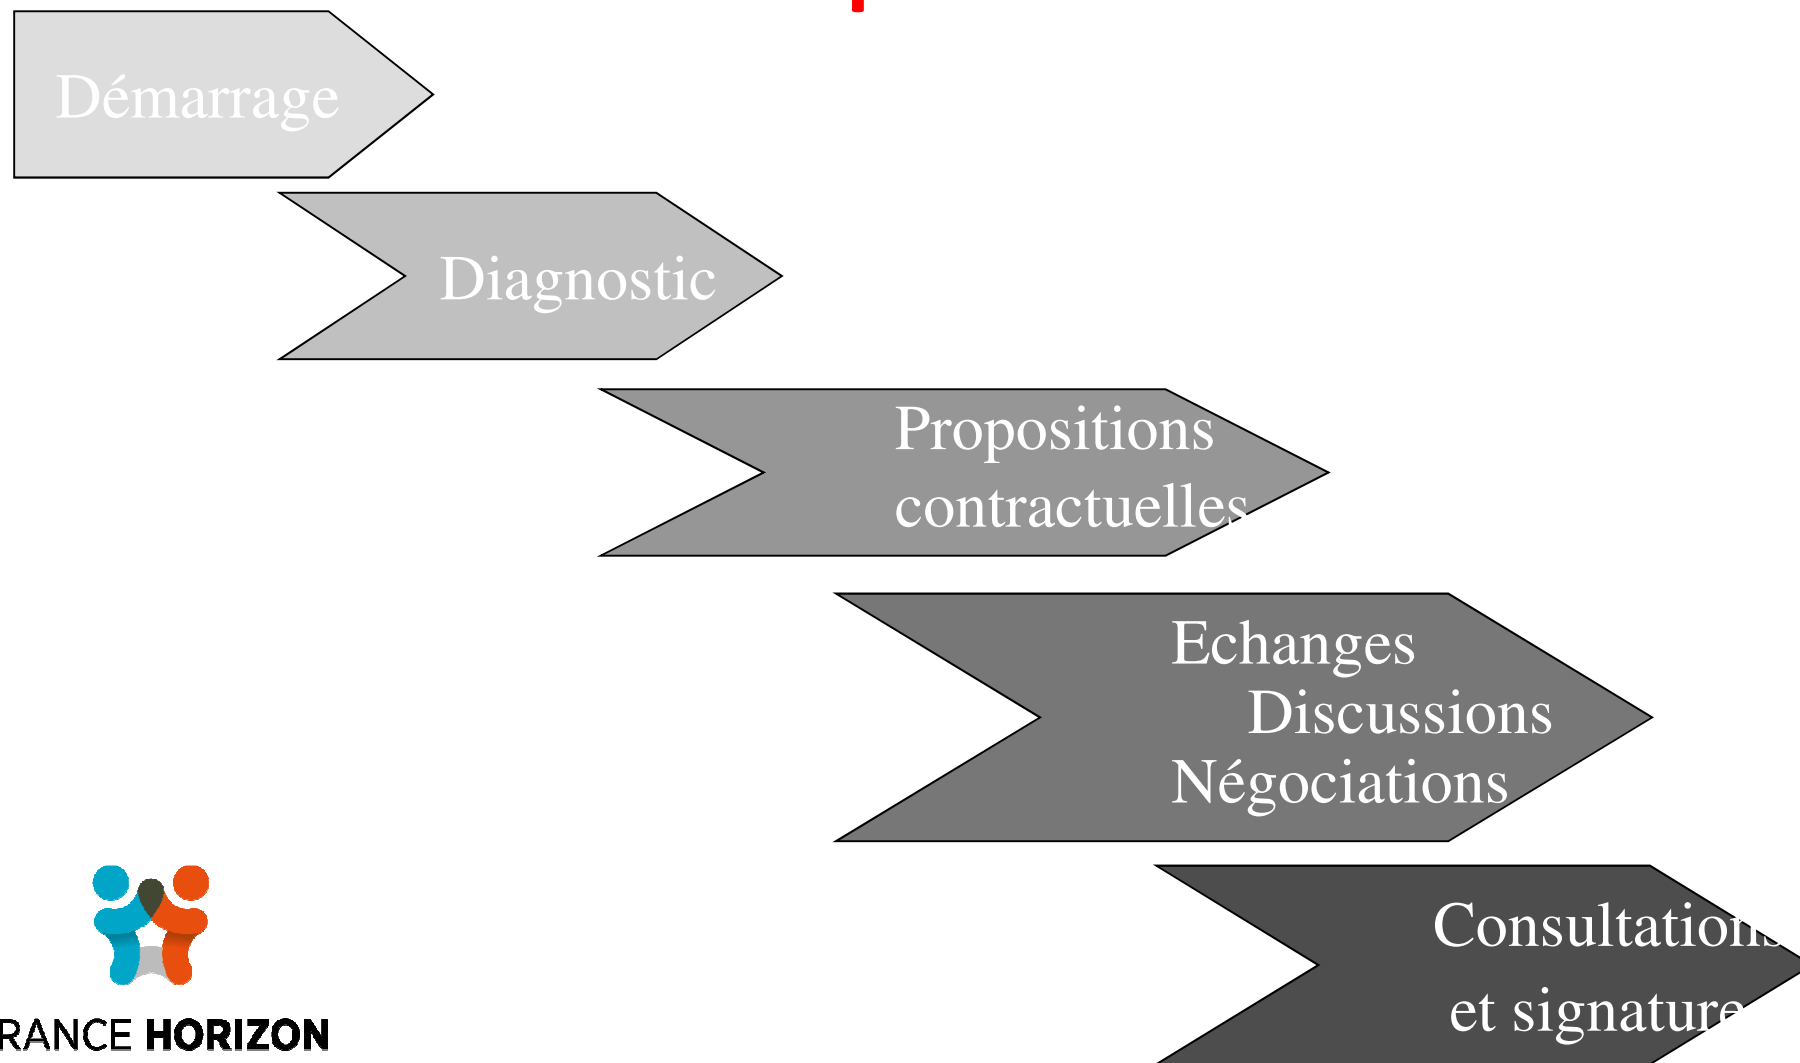 Démarrage
Diagnostic
Propositions
contractuelles
Echanges
Discussions
Négociations
Consultations
et signature
RANCE HORIZON